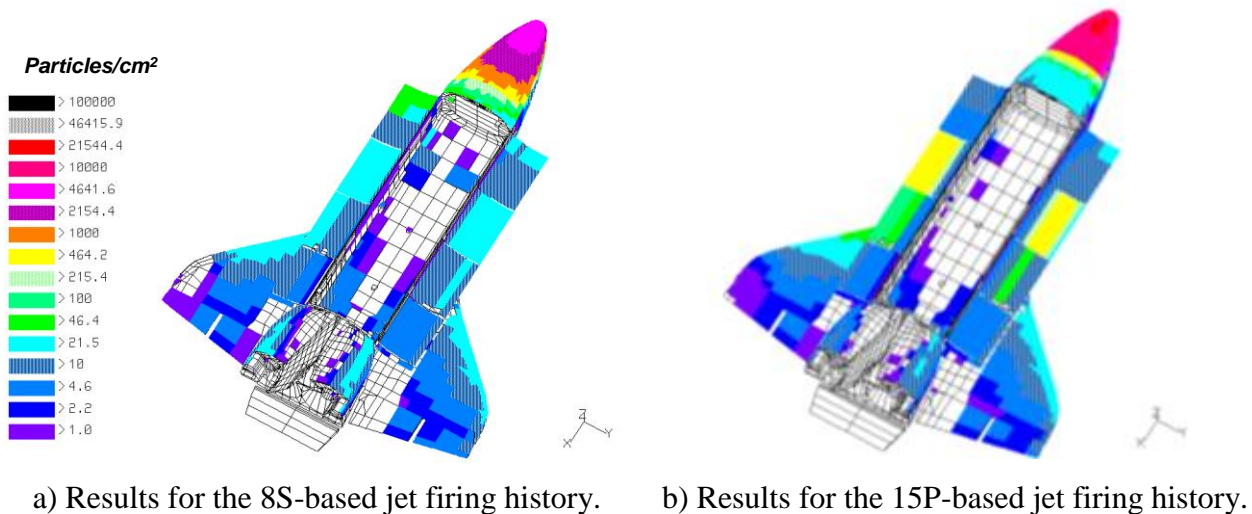 Particles/cm²
> 100000
> 46415.9
> 21544.4
> 10000
> 4641.6
> 2154.4
> 1000
> 464.2
> 215.4
> 100
> 46.4
> 21.5
> 10
> 4.6
> 2.2
> 1.0
Z
X Y
Z
X Y
a) Results for the 8S-based jet firing history. b) Results for the 15P-based jet firing history.